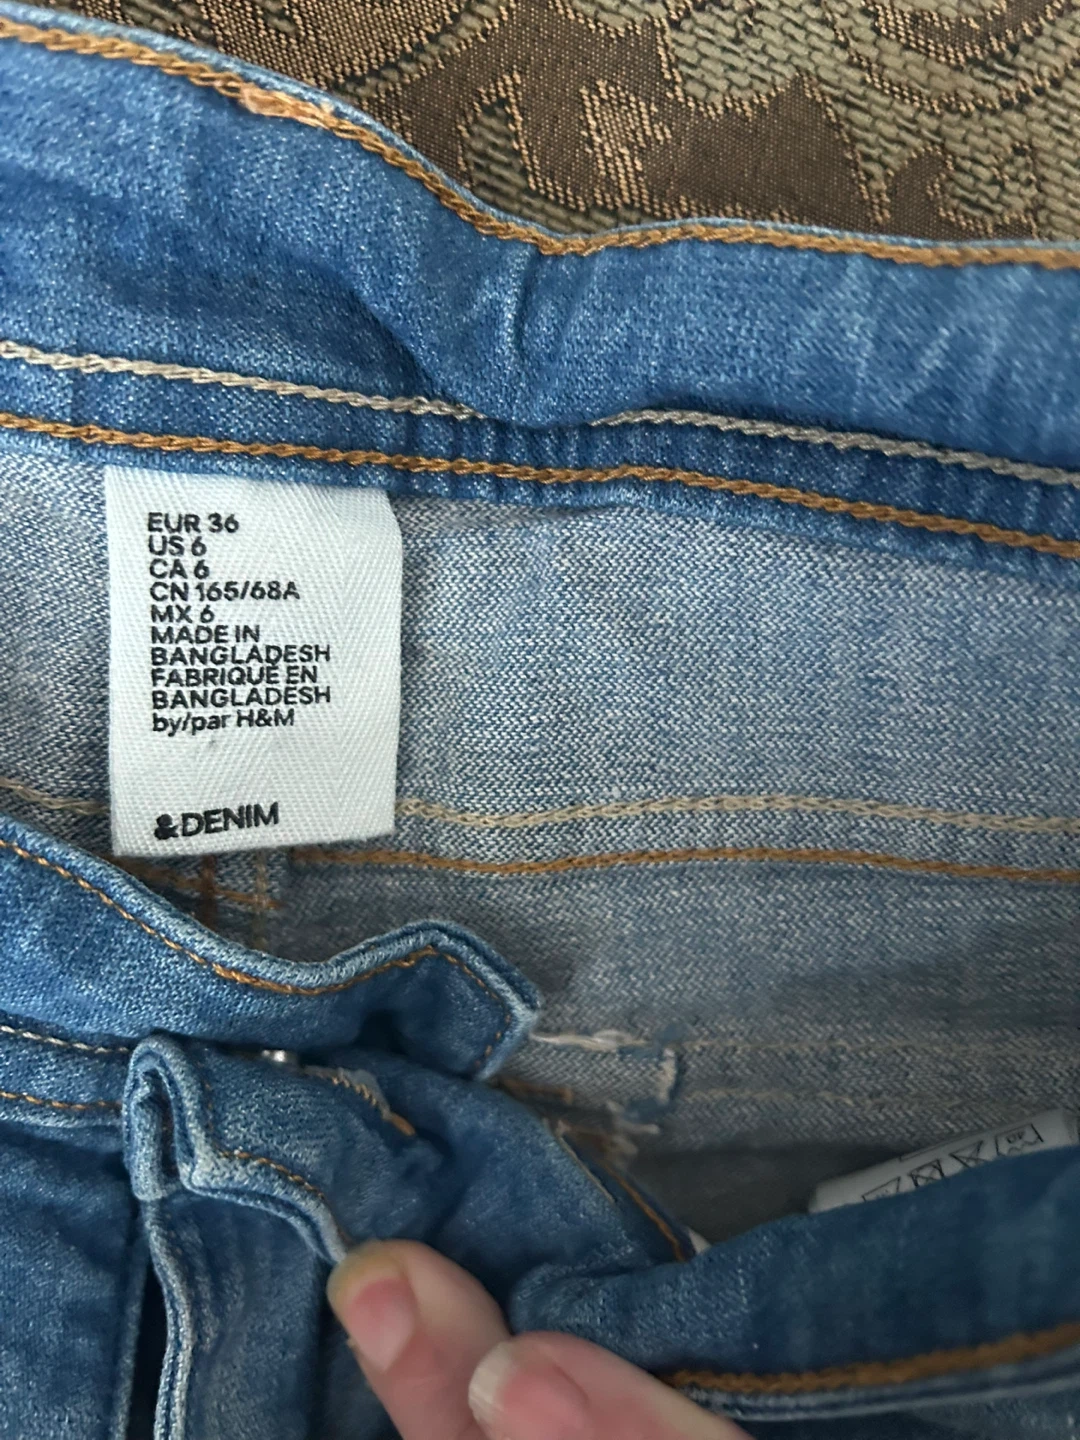 EUR 36
US 6
CA 6
CN 165/68A
MX 6
MADE IN
BANGLADESH
FABRIQUE EN
BANGLADESH
by/par H&M
&DENIM